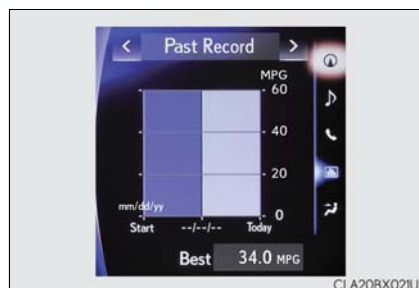 < Past Record >
MPG
60
40
20
0
mm/dd/yy
Start --/--/-- Today
Best 34.0 MPG
CLA20BX021U